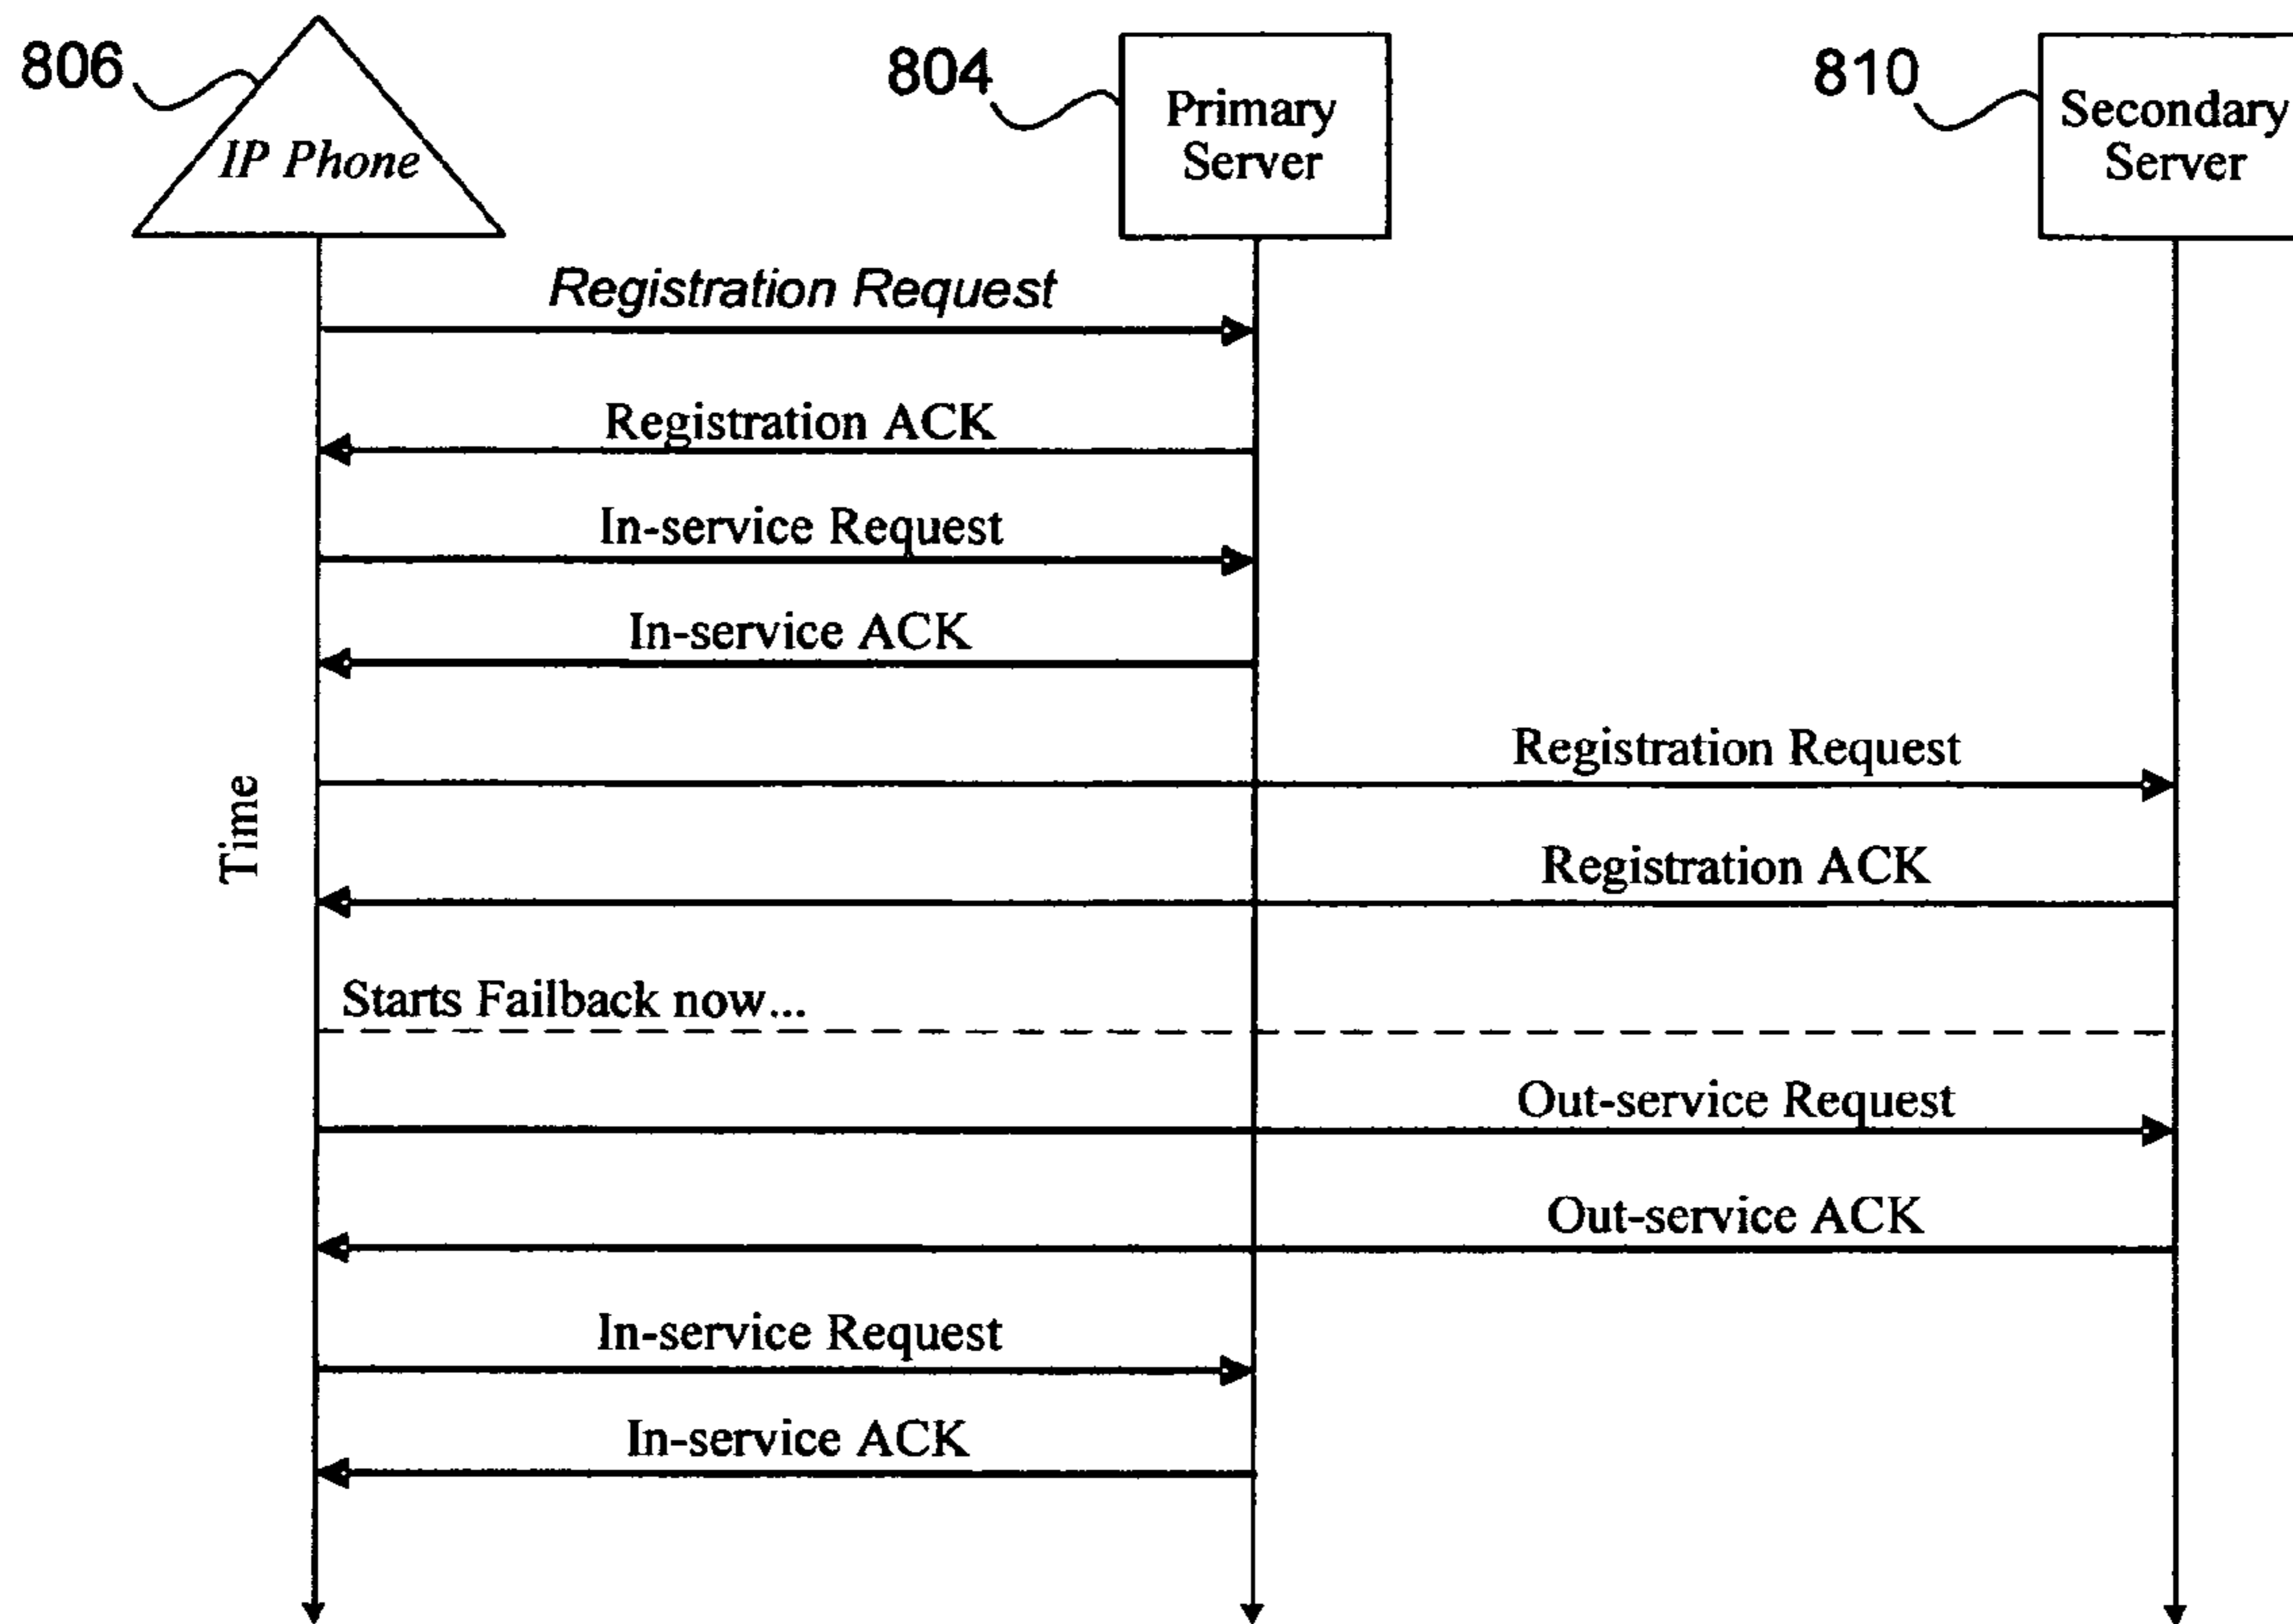 806
IP Phone
804
Primary
Server
810
Secondary
Server
Registration Request
Registration ACK
In-service Request
In-service ACK
Registration Request
Time
Registration ACK
Starts Failback now...
Out-service Request
Out-service ACK
In-service Request
In-service ACK